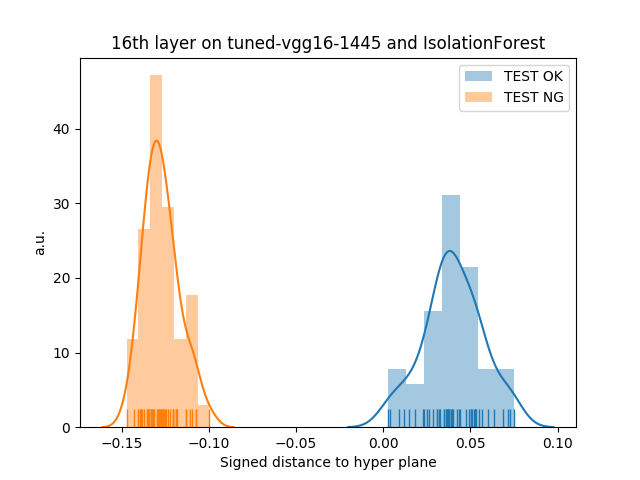 16th layer on tuned-vgg16-1445 and IsolationForest
TEST OK
TEST NG
a.u.
40
30
20
10
0
−0.15
−0.10
−0.05
0.00
0.05
0.10
Signed distance to hyper plane